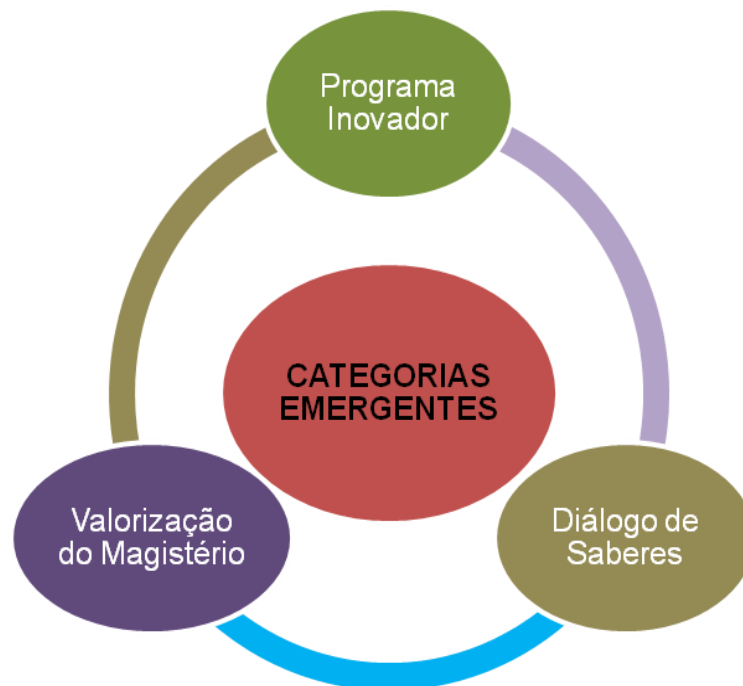 Programa
Inovador
CATEGORIAS
EMERGENTES
Valorização
do Magistério
Diálogo de
Saberes